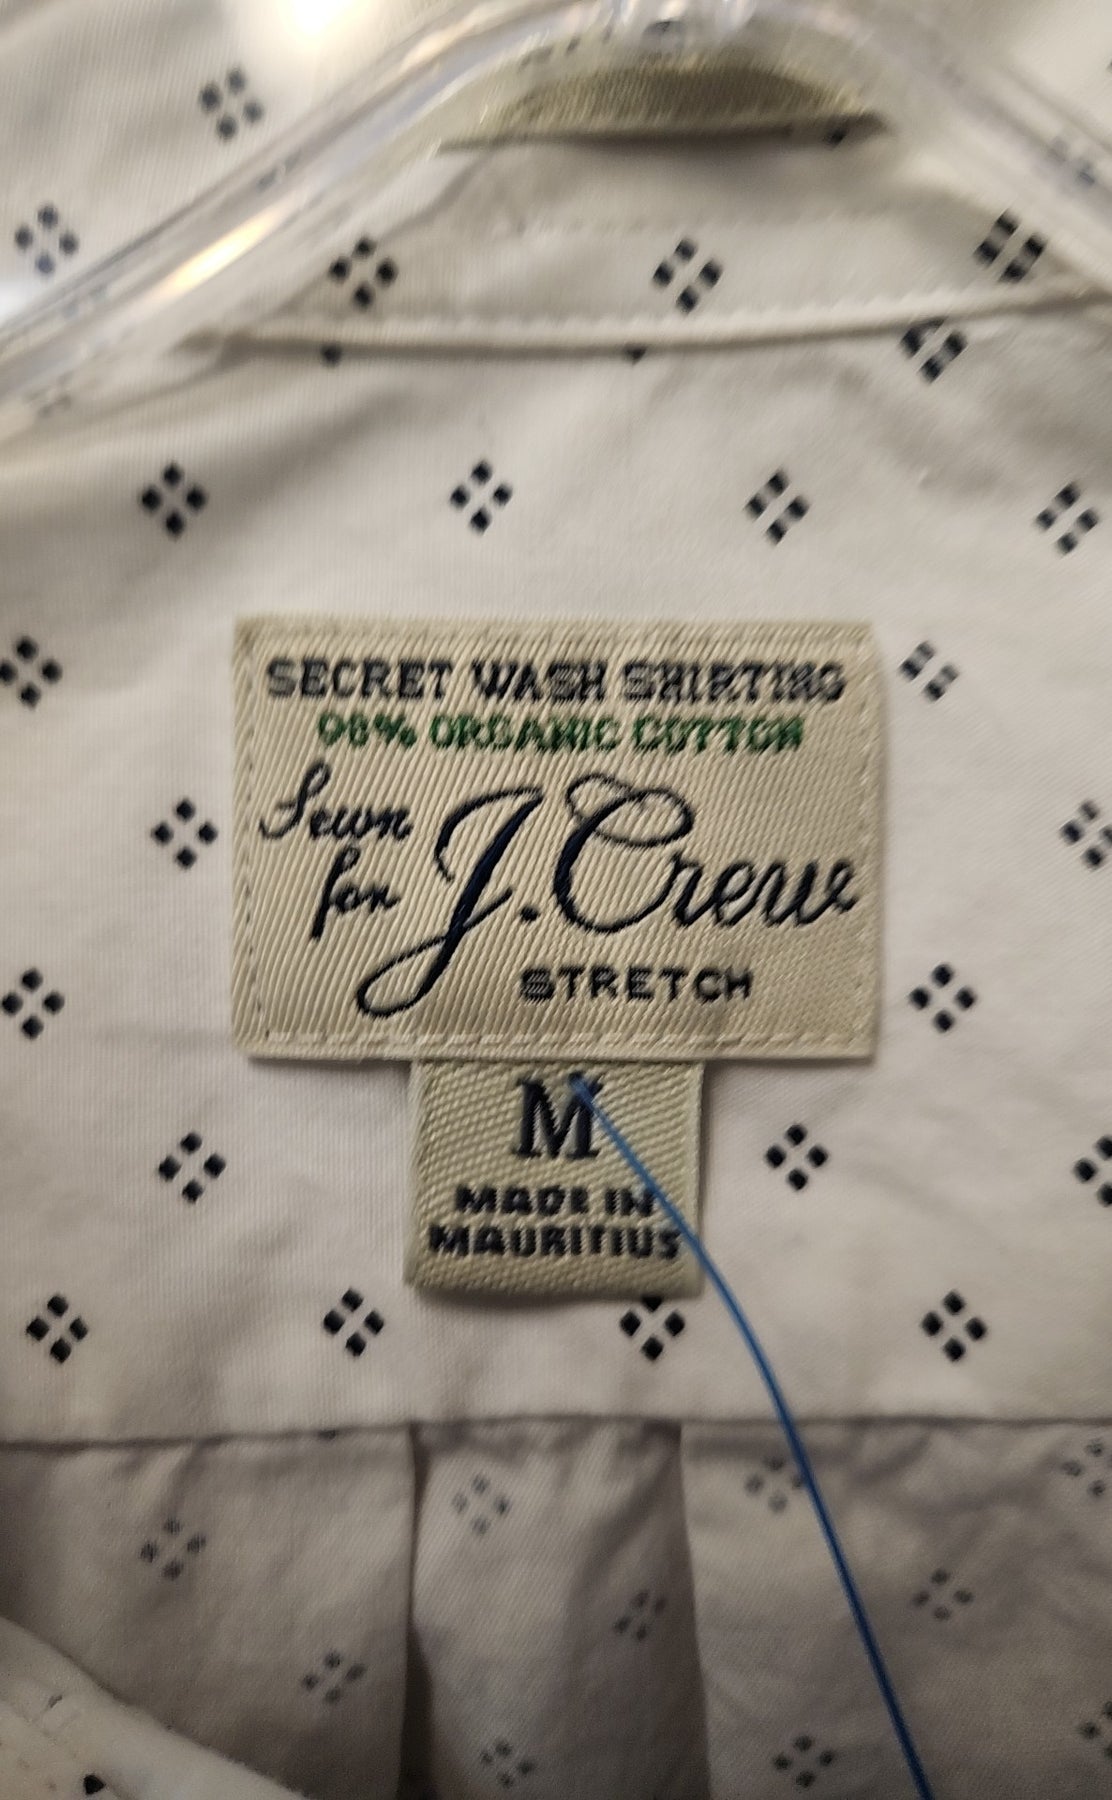 SECRET WASH SHIRTING
98% ORGANIC COTTON
Sewn
for J.Crew
STRETCH
M
MADE IN
MAURITIUS